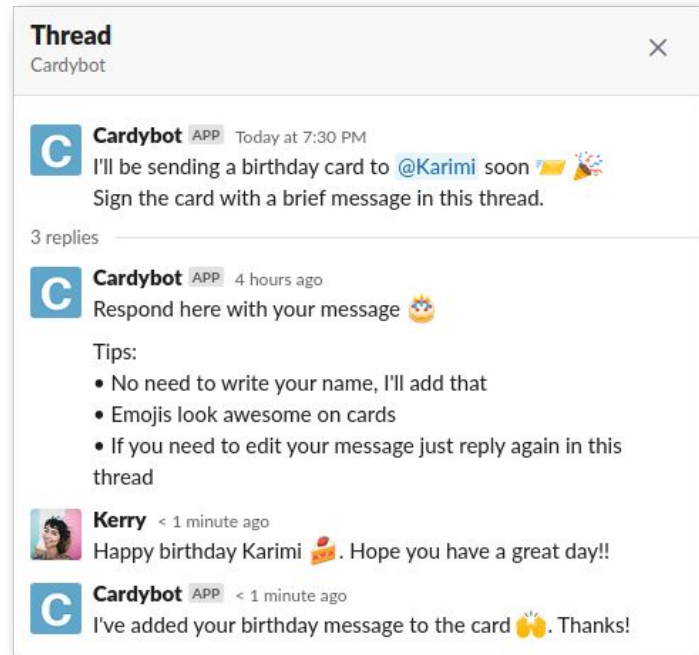 Thread
Cardybot
C
Cardybot APP Today at 7:30 PM
I'll be sending a birthday card to @Karimi soon 📨 🎉
Sign the card with a brief message in this thread.
3 replies
C
Cardybot APP 4 hours ago
Respond here with your message 🎂
Tips:
• No need to write your name, I'll add that
• Emojis look awesome on cards
• If you need to edit your message just reply again in this
thread
Kerry < 1 minute ago
Happy birthday Karimi 🍰. Hope you have a great day!!
C
Cardybot APP < 1 minute ago
I've added your birthday message to the card 🙌. Thanks!